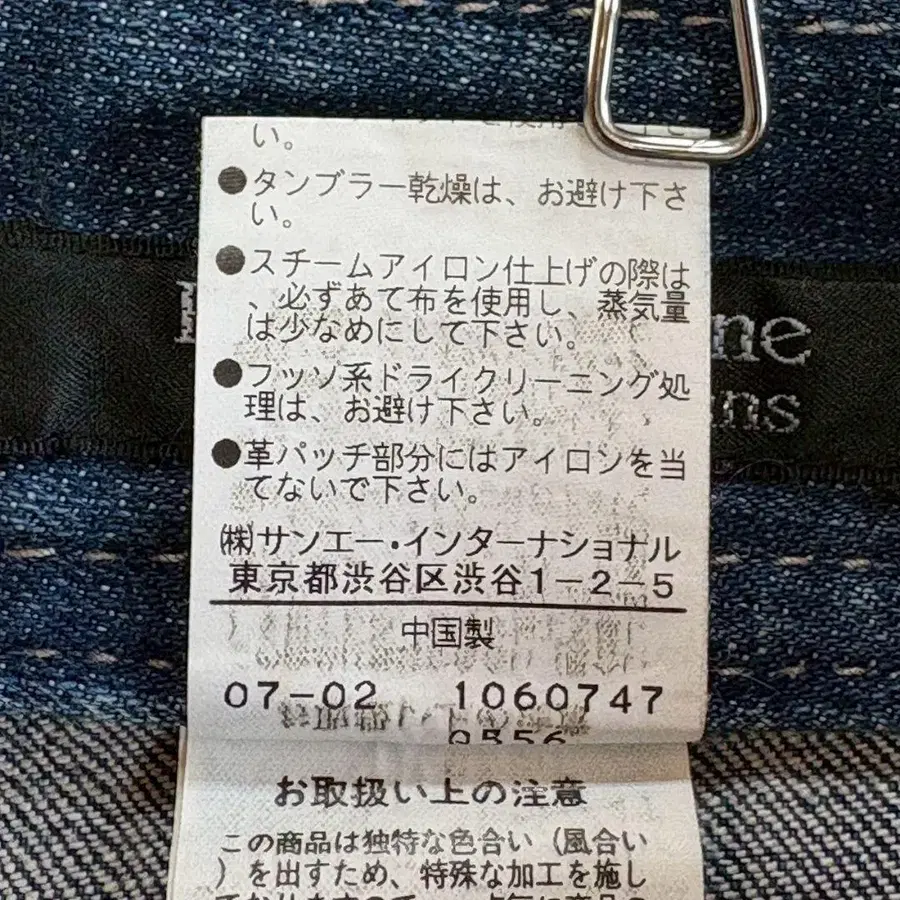 い。
●タンブラー乾燥は、お避け下さ
い。
●スチームアイロン仕上げの際は
、必ずあて布を使用し、蒸気量
は少なめにして下さい。
●フッソ系ドライクリーニング処
理は、お避け下さい。
●革パッチ部分にはアイロンを当
てないで下さい。
㈱サンエー・インターナショナル
東京都渋谷区渋谷1-2-5
中国製
07-02 1060747
9556
お取扱い上の注意
この商品は独特な色合い(風合い
)を出すため、特殊な加工を施し
ne
ns